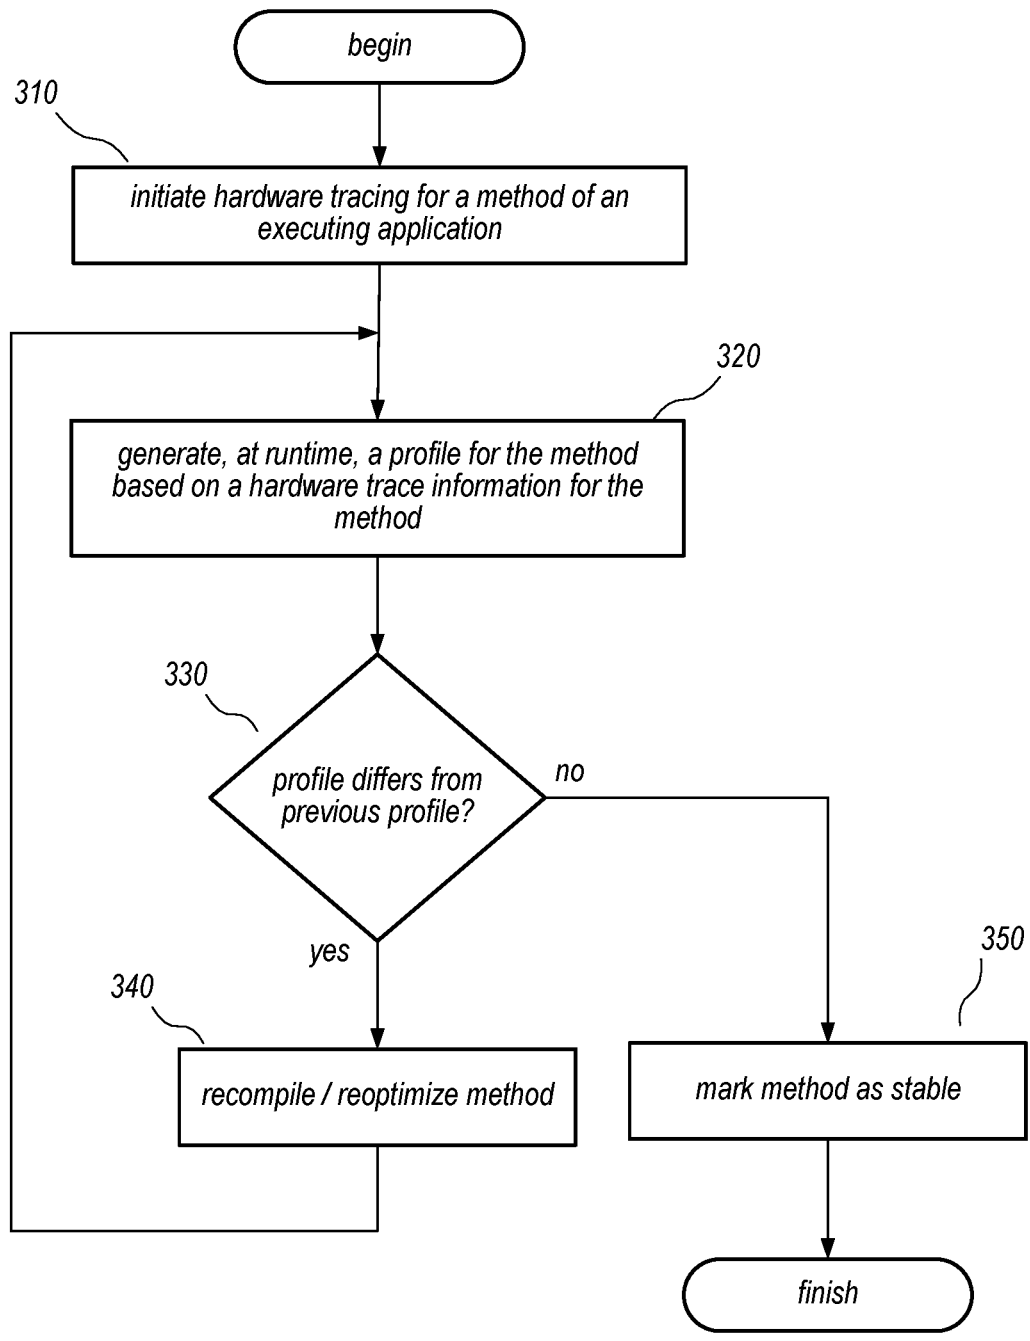 begin
310
initiate hardware tracing for a method of an
executing application
320
generate, at runtime, a profile for the method
based on a hardware trace information for the
method
330
profile differs from
previous profile?
no
yes
340
recompile / reoptimize method
350
mark method as stable
finish